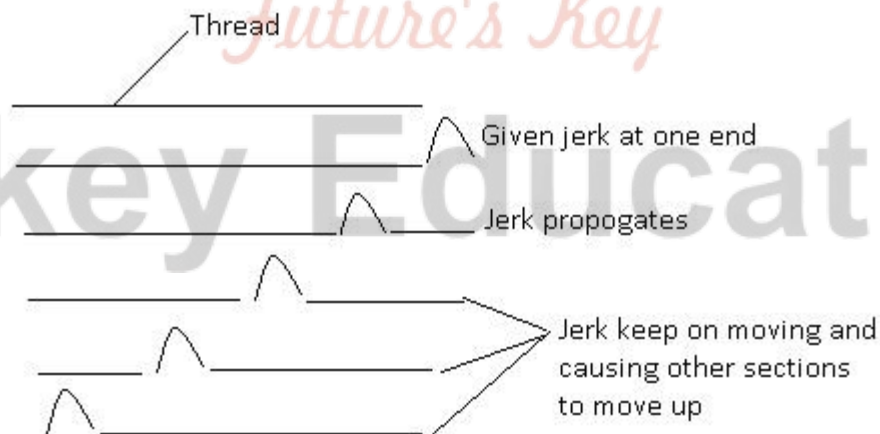 Future's Key
Thread
Given jerk at one end
key Educat
Jerk propogates
Jerk keep on moving and
causing other sections
to move up